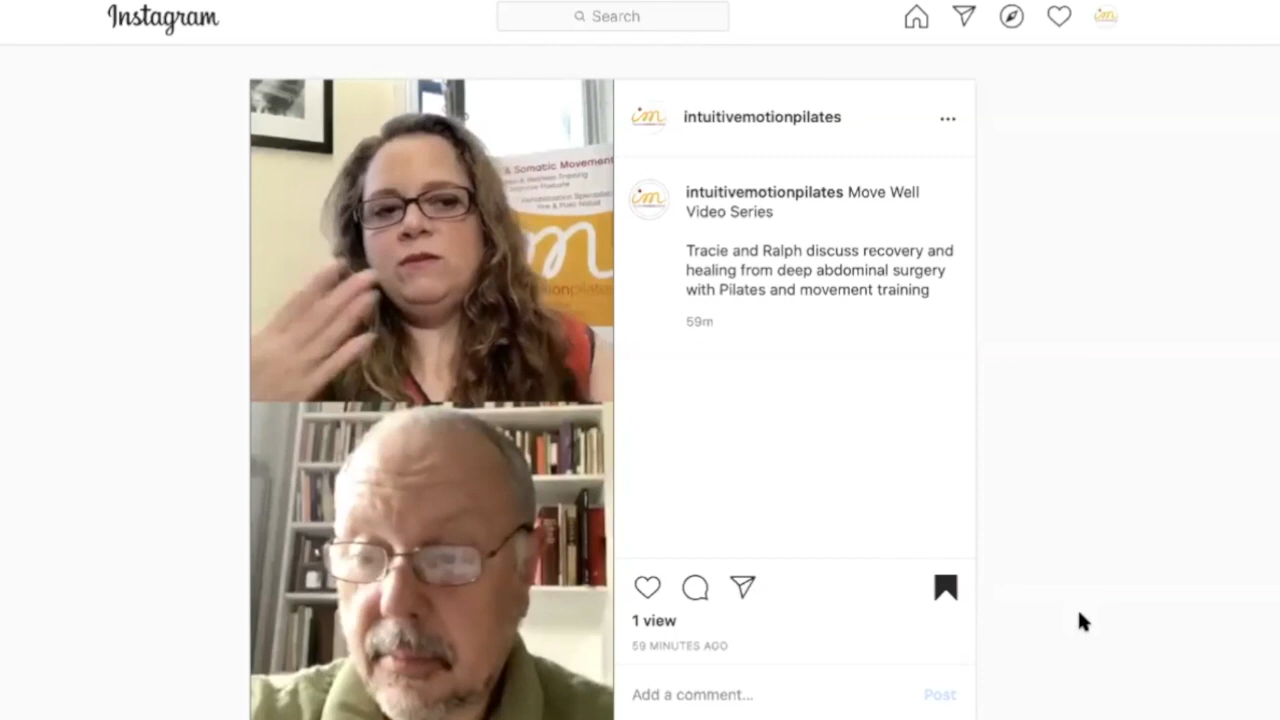 Instagram
Search
& Somatic Movement
im
intuitivemotionpilates
intuitivemotionpilates Move Well
Video Series
Tracie and Ralph discuss recovery and
healing from deep abdominal surgery
with Pilates and movement training
59m
1 view
59 MINUTES AGO
Add a comment...
Post